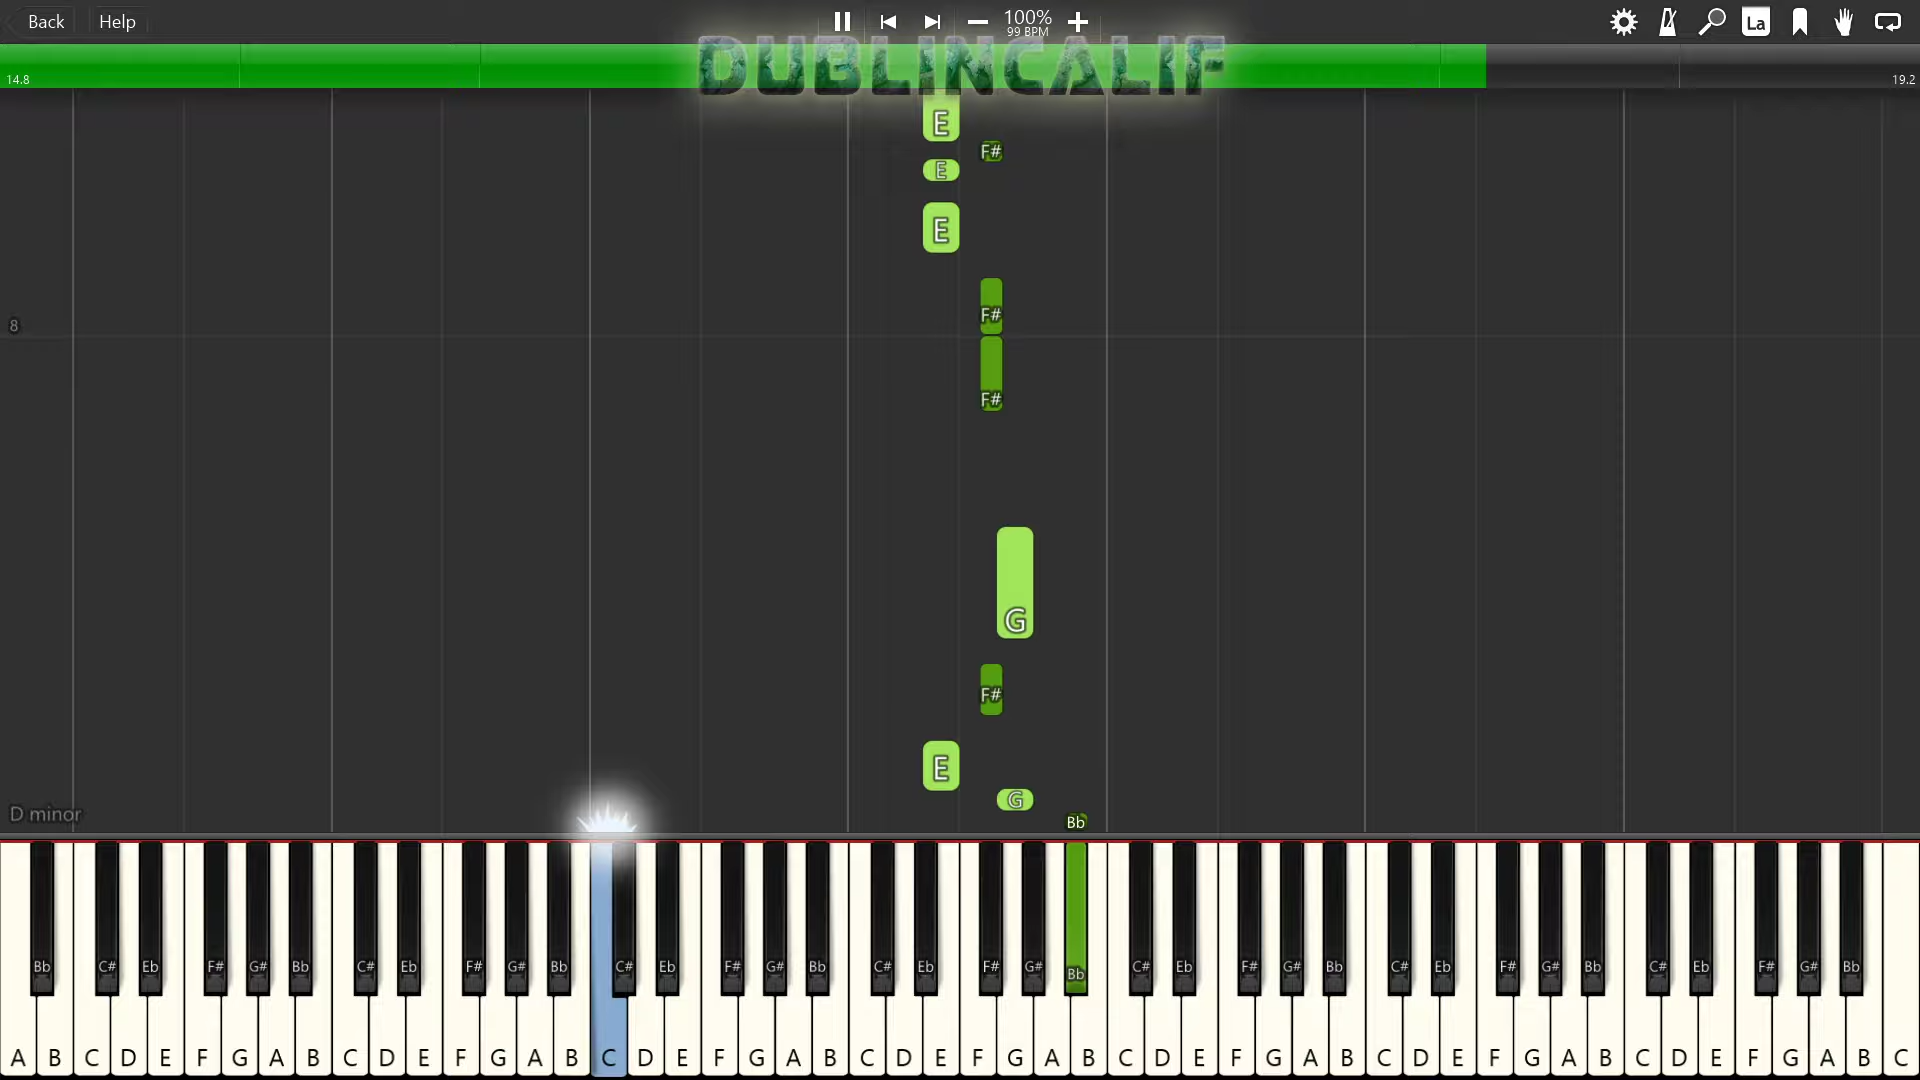 Back Help 100% 99 BPM La
14.8 DUBLINCALIF 19.2
E
F#
E
E
F#
8
F#
G
F#
E
G
D minor Bb
Bb C# Eb F# G# Bb C# Eb F# G# Bb C# Eb F# G# Bb C# Eb F# G# Bb C# Eb F# G# Bb C# Eb F# G# Bb C# Eb F# G# Bb
A B C D E F G A B C D E F G A B C D E F G A B C D E F G A B C D E F G A B C D E F G A B C D E F G A B C